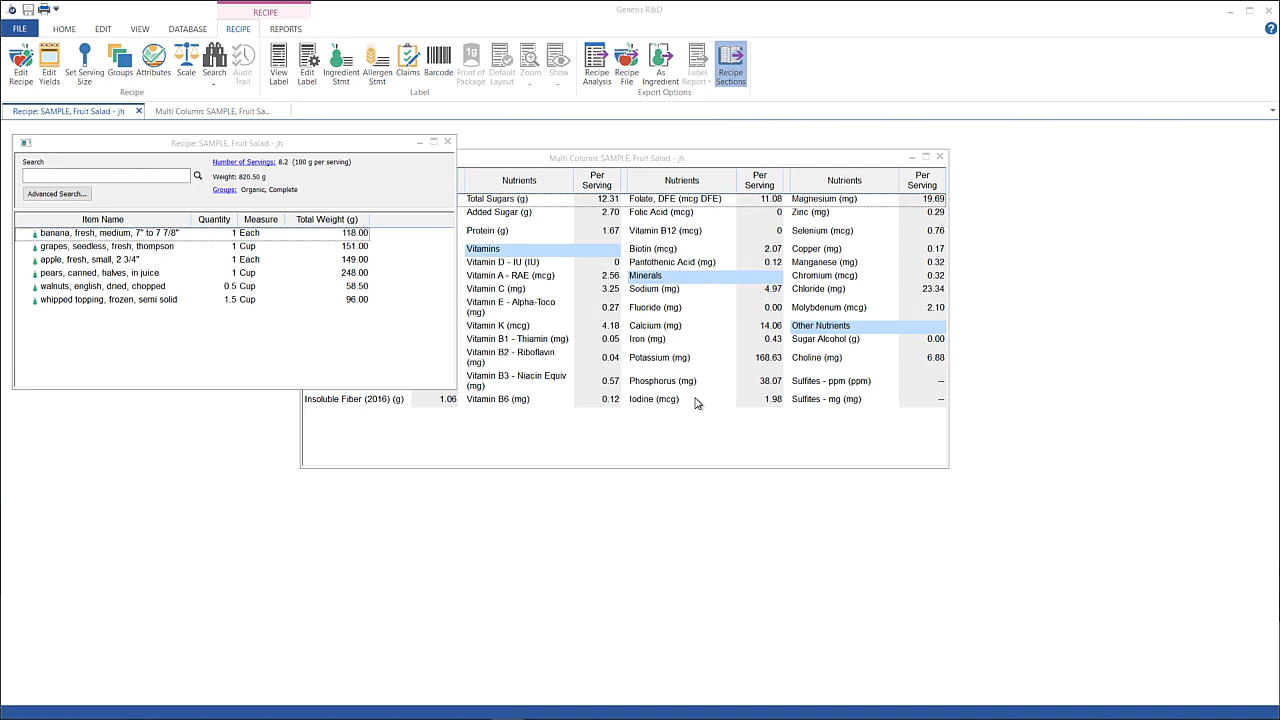 RECIPE
Genesis R&D
FILE HOME EDIT VIEW DATABASE RECIPE REPORTS
Edit Recipe
Edit Yields
Set Serving Size
Groups
Attributes
Scale
Search
Audit Trail
View Label
Edit Label
Ingredient Stmt
Allergen Stmt
Claims
Barcode
Front of Package
Default Layout
Zoom
Show
Recipe Analysis
Recipe File
As Ingredient
Label Report
Recipe Sections
Recipe Label Export Options
Recipe: SAMPLE, Fruit Salad - jh
Multi Column: SAMPLE, Fruit Sa...
Recipe: SAMPLE, Fruit Salad - jh
Search
Number of Servings: 8.2 (100 g per serving)
Weight: 820.50 g
Advanced Search...
Groups: Organic, Complete
Item Name Quantity Measure Total Weight (g)
banana, fresh, medium, 7" to 7 7/8" 1 Each 118.00
grapes, seedless, fresh, thompson 1 Cup 151.00
apple, fresh, small, 2 3/4" 1 Each 149.00
pears, canned, halves, in juice 1 Cup 248.00
walnuts, english, dried, chopped 0.5 Cup 58.50
whipped topping, frozen, semi solid 1.5 Cup 96.00
Multi Column: SAMPLE, Fruit Salad - jh
Nutrients Per Serving Nutrients Per Serving Nutrients Per Serving
Total Sugars (g) 12.31 Folate, DFE (mcg DFE) 11.08 Magnesium (mg) 19.69
Added Sugar (g) 2.70 Folic Acid (mcg) 0 Zinc (mg) 0.29
Protein (g) 1.67 Vitamin B12 (mcg) 0 Selenium (mcg) 0.76
Vitamins Biotin (mcg) 2.07 Copper (mg) 0.17
Vitamin D - IU (IU) 0 Pantothenic Acid (mg) 0.12 Manganese (mg) 0.32
Vitamin A - RAE (mcg) 2.56 Minerals Chromium (mcg) 0.32
Vitamin C (mg) 3.25 Sodium (mg) 4.97 Chloride (mg) 23.34
Vitamin E - Alpha-Toco (mg) 0.27 Fluoride (mg) 0.00 Molybdenum (mcg) 2.10
Vitamin K (mcg) 4.18 Calcium (mg) 14.06 Other Nutrients
Vitamin B1 - Thiamin (mg) 0.05 Iron (mg) 0.43 Sugar Alcohol (g) 0.00
Vitamin B2 - Riboflavin (mg) 0.04 Potassium (mg) 168.63 Choline (mg) 6.88
Vitamin B3 - Niacin Equiv (mg) 0.57 Phosphorus (mg) 38.07 Sulfites - ppm (ppm) --
Insoluble Fiber (2016) (g) 1.06 Vitamin B6 (mg) 0.12 Iodine (mcg) 1.98 Sulfites - mg (mg) --